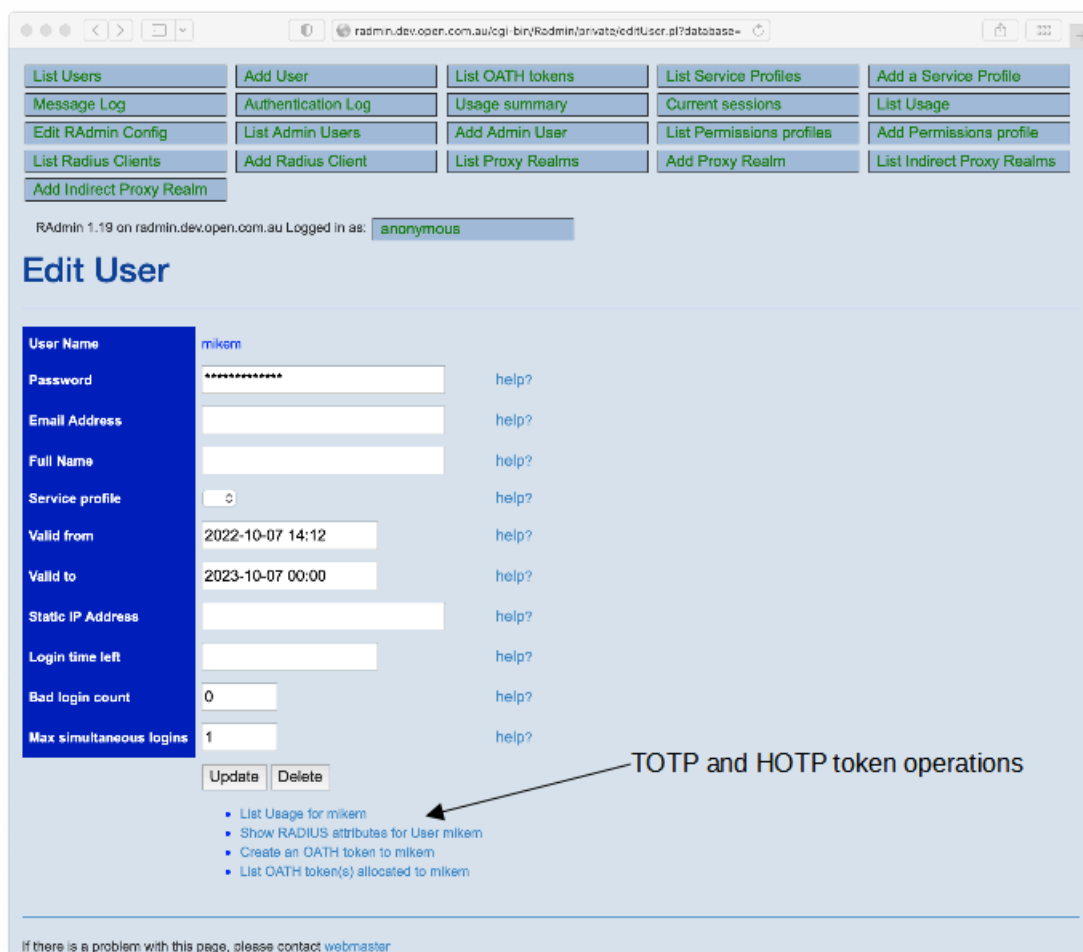 radmin.dev.open.com.au/cgi-bin/Radmin/private/editUser.pl?database=
List Users Add User List OATH tokens List Service Profiles Add a Service Profile
Message Log Authentication Log Usage summary Current sessions List Usage
Edit RAdmin Config List Admin Users Add Admin User List Permissions profiles Add Permissions profile
List Radius Clients Add Radius Client List Proxy Realms Add Proxy Realm List Indirect Proxy Realms
Add Indirect Proxy Realm
RAdmin 1.19 on radmin.dev.open.com.au Logged in as: anonymous
Edit User
User Name mikem
Password ************* help?
Email Address help?
Full Name help?
Service profile help?
Valid from 2022-10-07 14:12 help?
Valid to 2023-10-07 00:00 help?
Static IP Address help?
Login time left help?
Bad login count 0 help?
Max simultaneous logins 1 help?
TOTP and HOTP token operations
Update Delete
• List Usage for mikem
• Show RADIUS attributes for User mikem
• Create an OATH token to mikem
• List OATH token(s) allocated to mikem
If there is a problem with this page, please contact webmaster